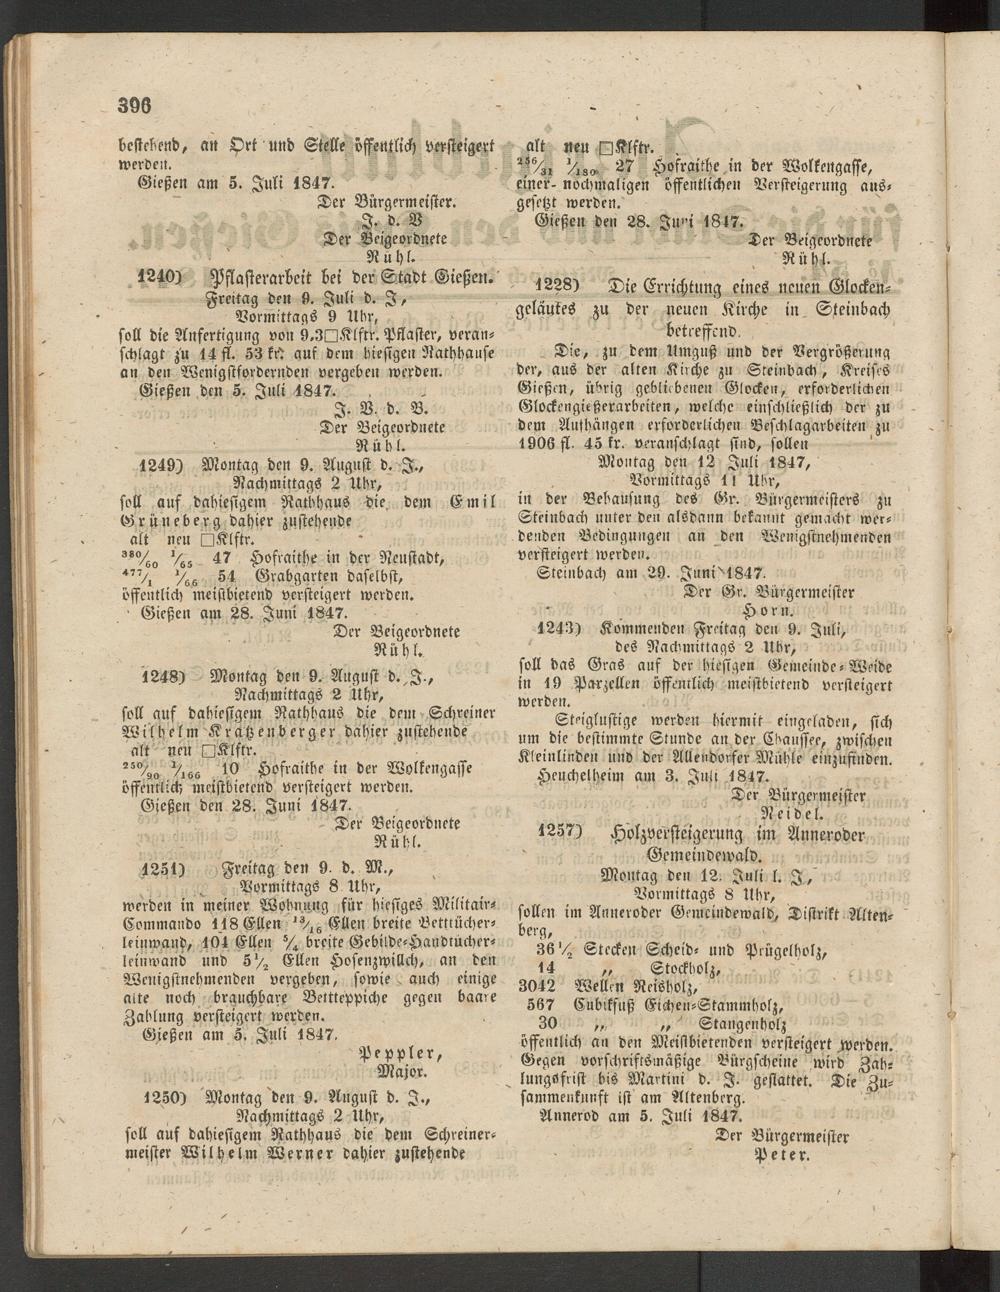 396
bestehend, an Ort und Stelle öffentlich versteigert
werden.
Gießen am 5. Juli 1847.
Der Bürgermeister.
J. d. V
Der Beigeordnete
Rühl.
1240) Pflasterarbeit bei der Stadt Gießen.
Freitag den 9. Juli d. J.,
Vormittags 9 Uhr,
soll die Anfertigung von 9,3□Klftr. Pflaster, veran-
schlagt zu 14 fl. 53 kr. auf dem hiesigen Rathhause
an den Wenigstfordernden vergeben werden.
Gießen den 5. Juli 1847.
J. V. d. B.
Der Beigeordnete
Rühl.
1249) Montag den 9. August d. J.,
Nachmittags 2 Uhr,
soll auf dahiesigem Rathhaus die dem Emil
Grüneberg dahier zustehende
alt neu □Klftr.
380/60 1/65 47 Hofraithe in der Neustadt,
477/1 1/66 54 Grabgarten daselbst,
öffentlich meistbietend versteigert werden.
Gießen am 28. Juni 1847.
Der Beigeordnete
Rühl.
1248) Montag den 9. August d. J.,
Nachmittags 2 Uhr,
soll auf dahiesigem Rathhaus die dem Schreiner
Wilhelm Kratzenberger dahier zustehende
alt neu □Klftr.
250/90 1/166 10 Hofraithe in der Wolkengasse
öffentlich meistbietend versteigert werden.
Gießen den 28. Juni 1847.
Der Beigeordnete
Rühl.
1251) Freitag den 9. d. M.,
Vormittags 8 Uhr,
werden in meiner Wohnung für hiesiges Militair-
Commando 118 Ellen 13/16 Ellen breite Betttücher-
leinwand, 104 Ellen 5/4 breite Gebilde-Handtücher-
leinwand und 5 1/2 Ellen Hosenzwillch, an den
Wenigstnehmenden vergeben, sowie auch einige
alte noch brauchbare Bettteppiche gegen baare
Zahlung versteigert werden.
Gießen am 5. Juli 1847.
Peppler,
Major.
1250) Montag den 9. August d. J.,
Nachmittags 2 Uhr,
soll auf dahiesigem Rathhaus die dem Schreiner-
meister Wilhelm Werner dahier zustehende
alt neu □Klftr.
256/31 1/180 27 Hofraithe in der Wolkengasse,
einer nochmaligen öffentlichen Versteigerung aus-
gesetzt werden.
Gießen den 28. Juni 1847.
Der Beigeordnete
Rühl.
1228) Die Errichtung eines neuen Glocken-
geläutes zu der neuen Kirche in Steinbach
betreffend.
Die, zu dem Umguß und der Vergrößerung
der, aus der alten Kirche zu Steinbach, Kreises
Gießen, übrig gebliebenen Glocken, erforderlichen
Glockengießerarbeiten, welche einschließlich der zu
dem Aufhängen erforderlichen Beschlagarbeiten zu
1906 fl. 45 kr. veranschlagt sind, sollen
Montag den 12 Juli 1847,
Vormittags 11 Uhr,
in der Behausung des Gr. Bürgermeisters zu
Steinbach unter den alsdann bekannt gemacht wer-
denden Bedingungen an den Wenigstnehmenden
versteigert werden.
Steinbach am 29. Juni 1847.
Der Gr. Bürgermeister
Horn.
1243) Kommenden Freitag den 9. Juli,
des Nachmittags 2 Uhr,
soll das Gras auf der hiesigen Gemeinde-Weide
in 19 Parzellen öffentlich meistbietend versteigert
werden.
Steiglustige werden hiermit eingeladen, sich
um die bestimmte Stunde an der Chaussee, zwischen
Kleinlinden und der Allendorfer Mühle einzufinden.
Heuchelheim am 3. Juli 1847.
Der Bürgermeister
Reidel.
1257) Holzversteigerung im Anneroder
Gemeindewald.
Montag den 12. Juli l. J.,
Vormittags 8 Uhr,
sollen im Anneroder Gemeindewald, Distrikt Alten-
berg,
36 1/2 Stecken Scheid- und Prügelholz,
14 „ Stockholz,
3042 Wellen Reisholz,
567 Cubikfuß Eichen-Stammholz,
30 „ „ Stangenholz
öffentlich an den Meistbietenden versteigert werden.
Gegen vorschriftsmäßige Bürgscheine wird Zah-
lungsfrist bis Martini d. J. gestattet. Die Zu-
sammenkunft ist am Altenberg.
Annerod am 5. Juli 1847.
Der Bürgermeister
Peter.